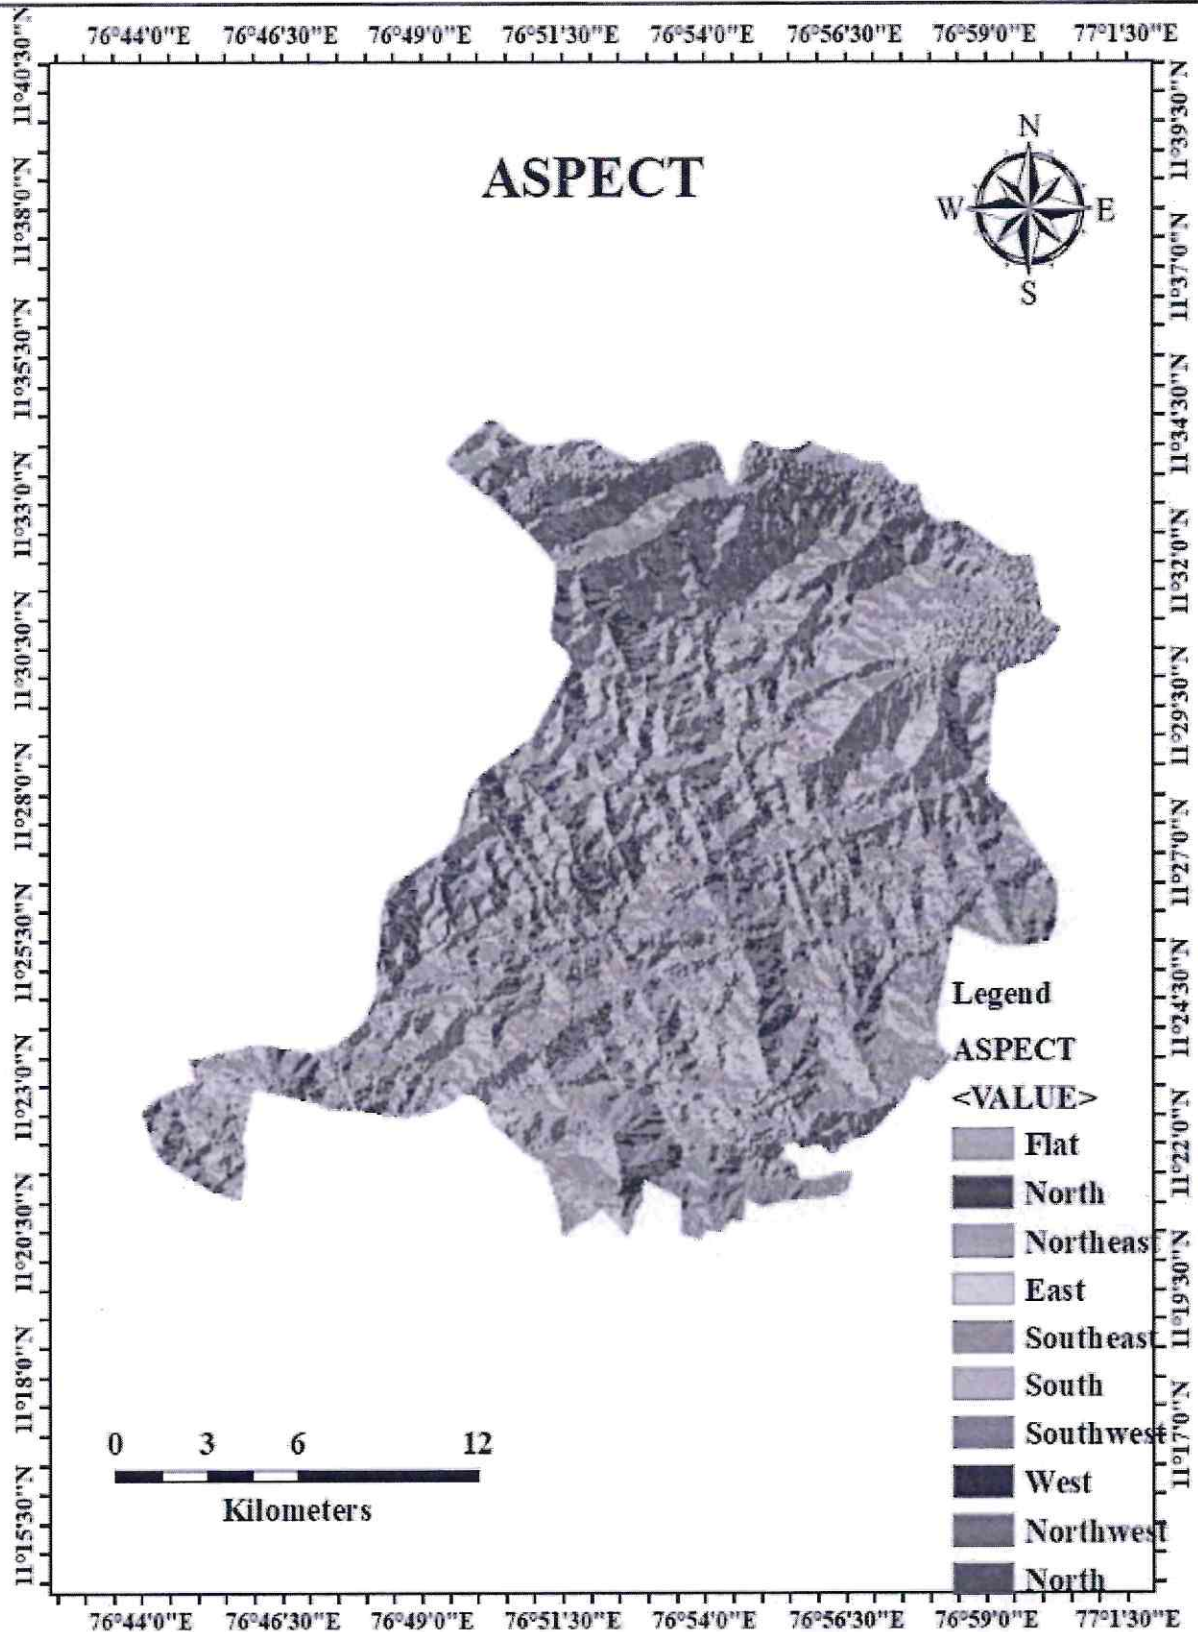 76°44'0"E 76°46'30"E 76°49'0"E 76°51'30"E 76°54'0"E 76°56'30"E 76°59'0"E 77°1'30"E
ASPECT
N
W E
S
11°40'30"N
11°38'0"N
11°35'30"N
11°33'0"N
11°30'30"N
11°28'0"N
11°25'30"N
11°23'0"N
11°20'30"N
11°18'0"N
11°15'30"N
11°39'30"N
11°37'0"N
11°34'30"N
11°32'0"N
11°29'30"N
11°27'0"N
11°24'30"N
11°22'0"N
11°19'30"N
11°17'0"N
Legend
ASPECT
<VALUE>
Flat
North
Northeast
East
Southeast
South
Southwest
West
Northwest
North
0 3 6 12
Kilometers
76°44'0"E 76°46'30"E 76°49'0"E 76°51'30"E 76°54'0"E 76°56'30"E 76°59'0"E 77°1'30"E